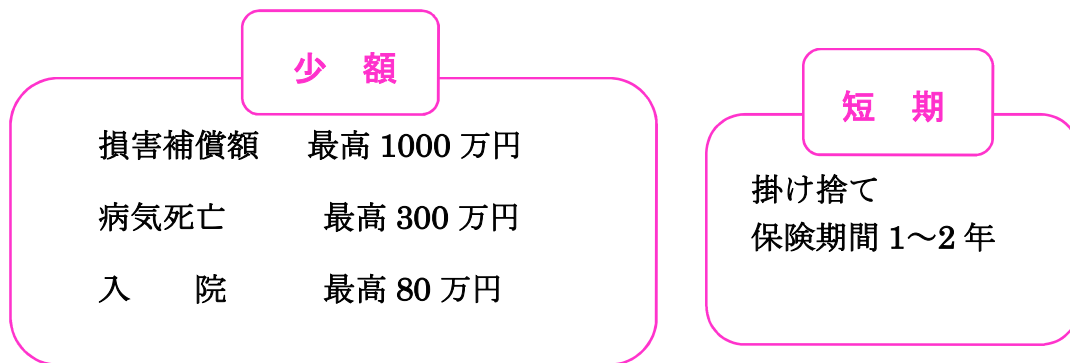 少　額
損害補償額　最高 1000 万円
病気死亡　最高 300 万円
入　院　最高 80 万円
短　期
掛け捨て
保険期間 1～2 年